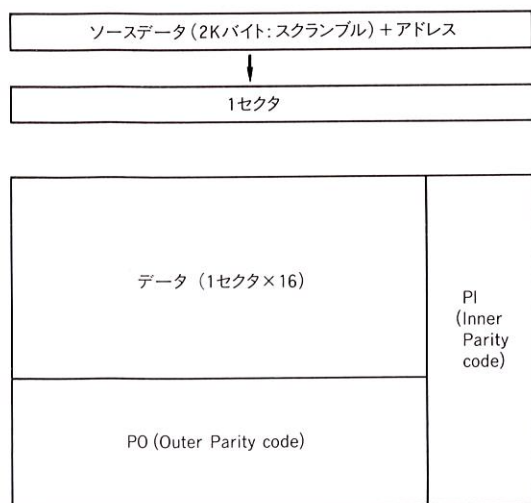 ソースデータ(2Kバイト:スクランブル)+アドレス
1セクタ
データ (1セクタ×16)
PI
(Inner
Parity
code)
PO (Outer Parity code)